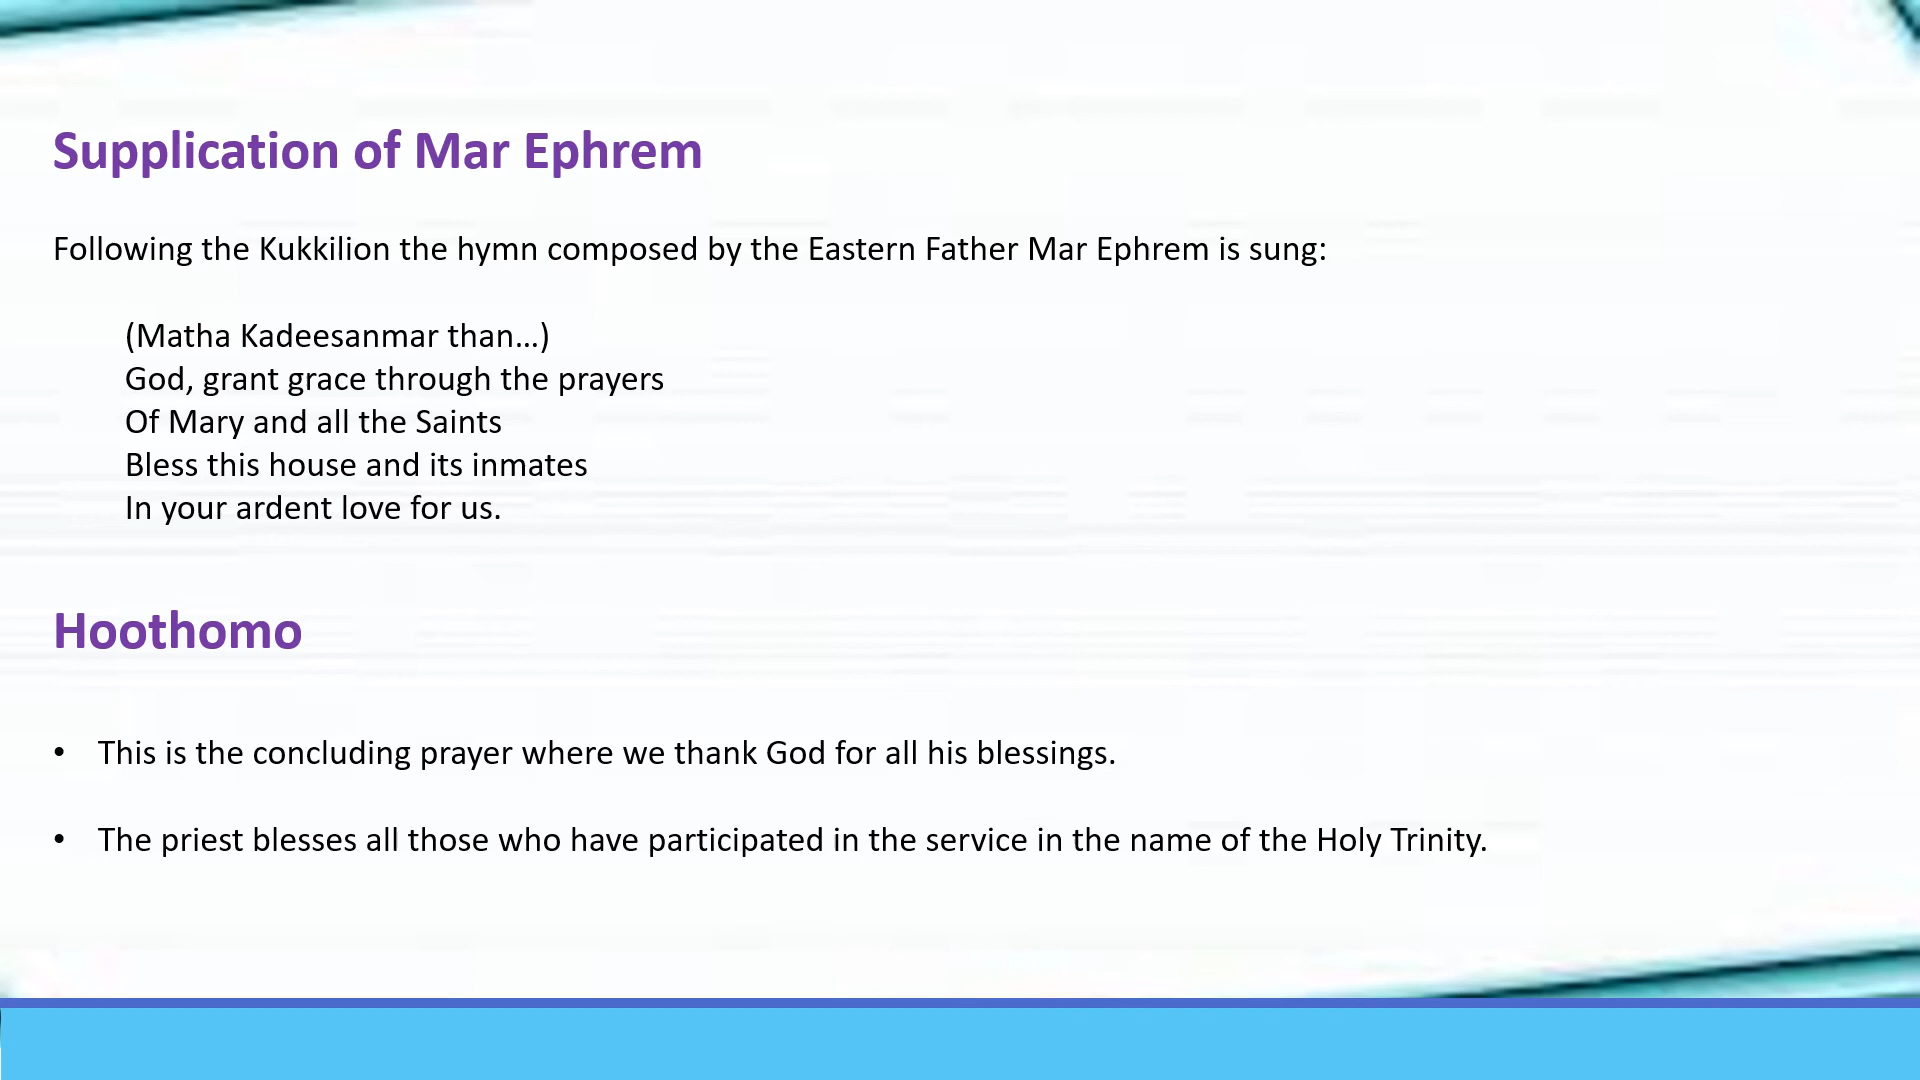 Supplication of Mar Ephrem
Following the Kukkilion the hymn composed by the Eastern Father Mar Ephrem is sung:
(Matha Kadeesanmar than…)
God, grant grace through the prayers
Of Mary and all the Saints
Bless this house and its inmates
In your ardent love for us.
Hoothomo
• This is the concluding prayer where we thank God for all his blessings.
• The priest blesses all those who have participated in the service in the name of the Holy Trinity.